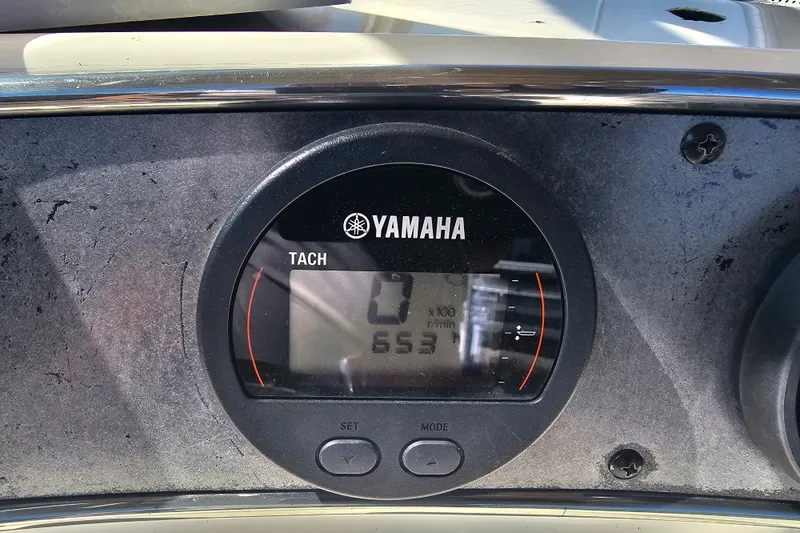 YAMAHA
TACH
0
x100
r/min
653 h
SET
MODE